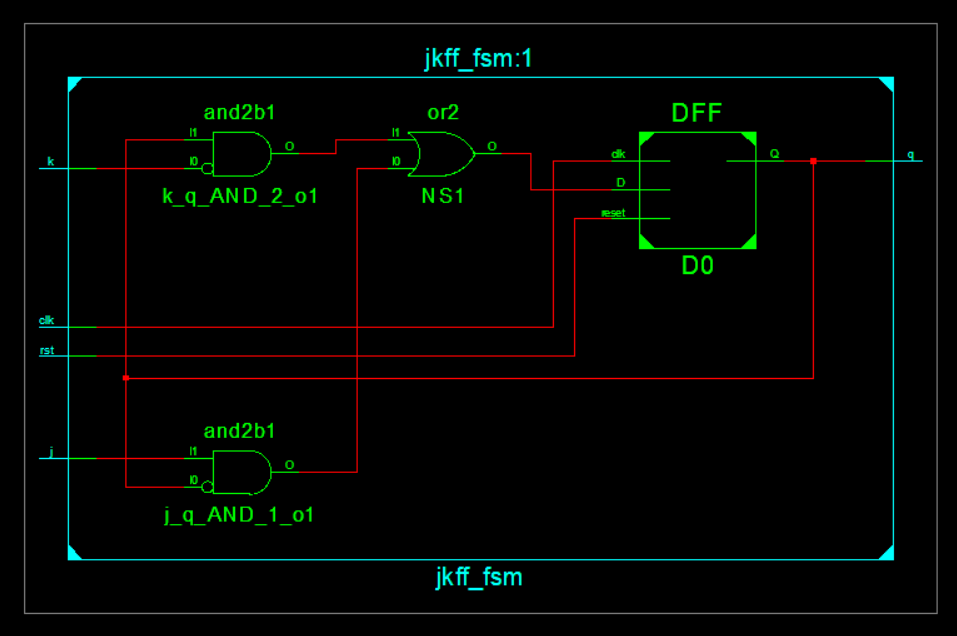 jkff_fsm:1
and2b1
or2
DFF
I1
O
I1
O
clk
Q
q
k
I0
I0
D
k_q_AND_2_o1
NS1
reset
D0
clk
rst
and2b1
j
I1
O
I0
j_q_AND_1_o1
jkff_fsm